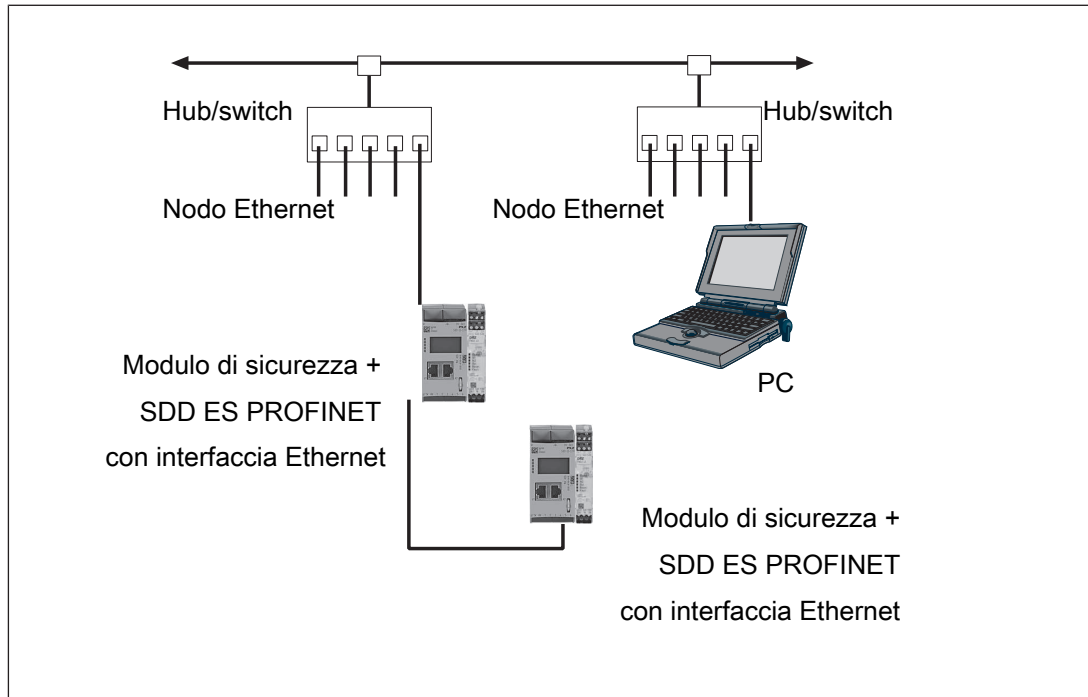 Hub/switch
Hub/switch
Nodo Ethernet
Nodo Ethernet
PC
Modulo di sicurezza +
SDD ES PROFINET
con interfaccia Ethernet
Modulo di sicurezza +
SDD ES PROFINET
con interfaccia Ethernet